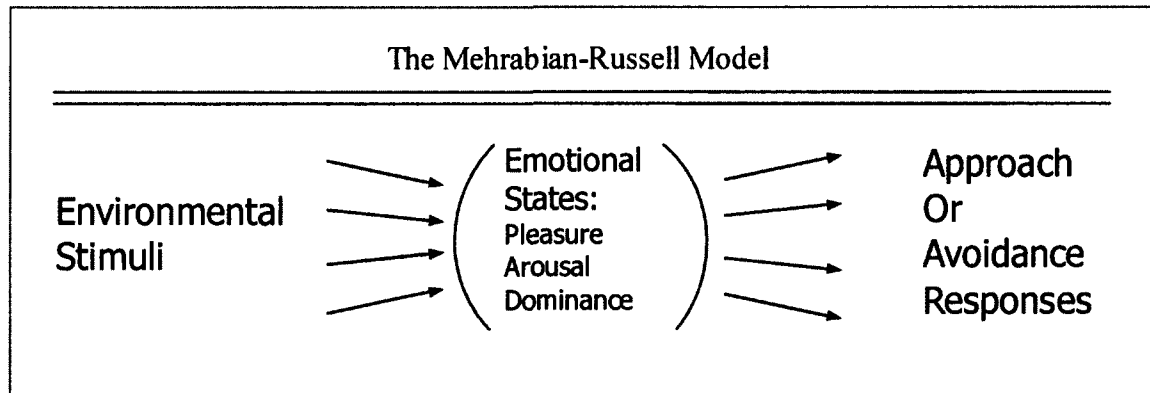 The Mehrabian-Russell Model
Environmental
Stimuli
Emotional
States:
Pleasure
Arousal
Dominance
Approach
Or
Avoidance
Responses